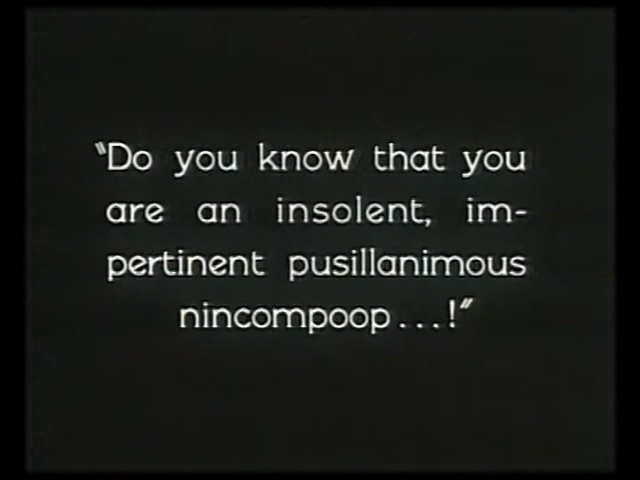 "Do you know that you
are an insolent, im-
pertinent pusillanimous
nincompoop...!"